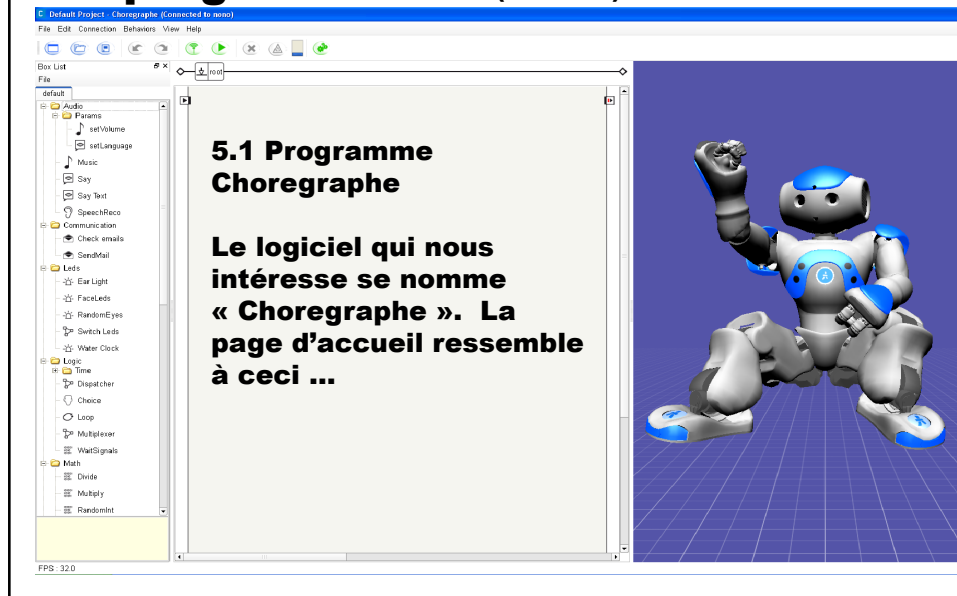 Default Project - Choregraphe (Connected to nono)
File Edit Connection Behaviors View Help
Box List
File
default
root
Audio
Params
setVolume
setLanguage
Music
Say
Say Text
SpeechReco
Communication
Check emails
SendMail
Leds
Ear Light
FaceLeds
RandomEyes
Switch Leds
Water Clock
Logic
Time
Dispatcher
Choice
Loop
Multiplexer
WaitSignals
Math
Divide
Multiply
RandomInt
FPS : 32.0
5.1 Programme
Choregraphe
Le logiciel qui nous
intéresse se nomme
« Choregraphe ». La
page d’accueil ressemble
à ceci ...